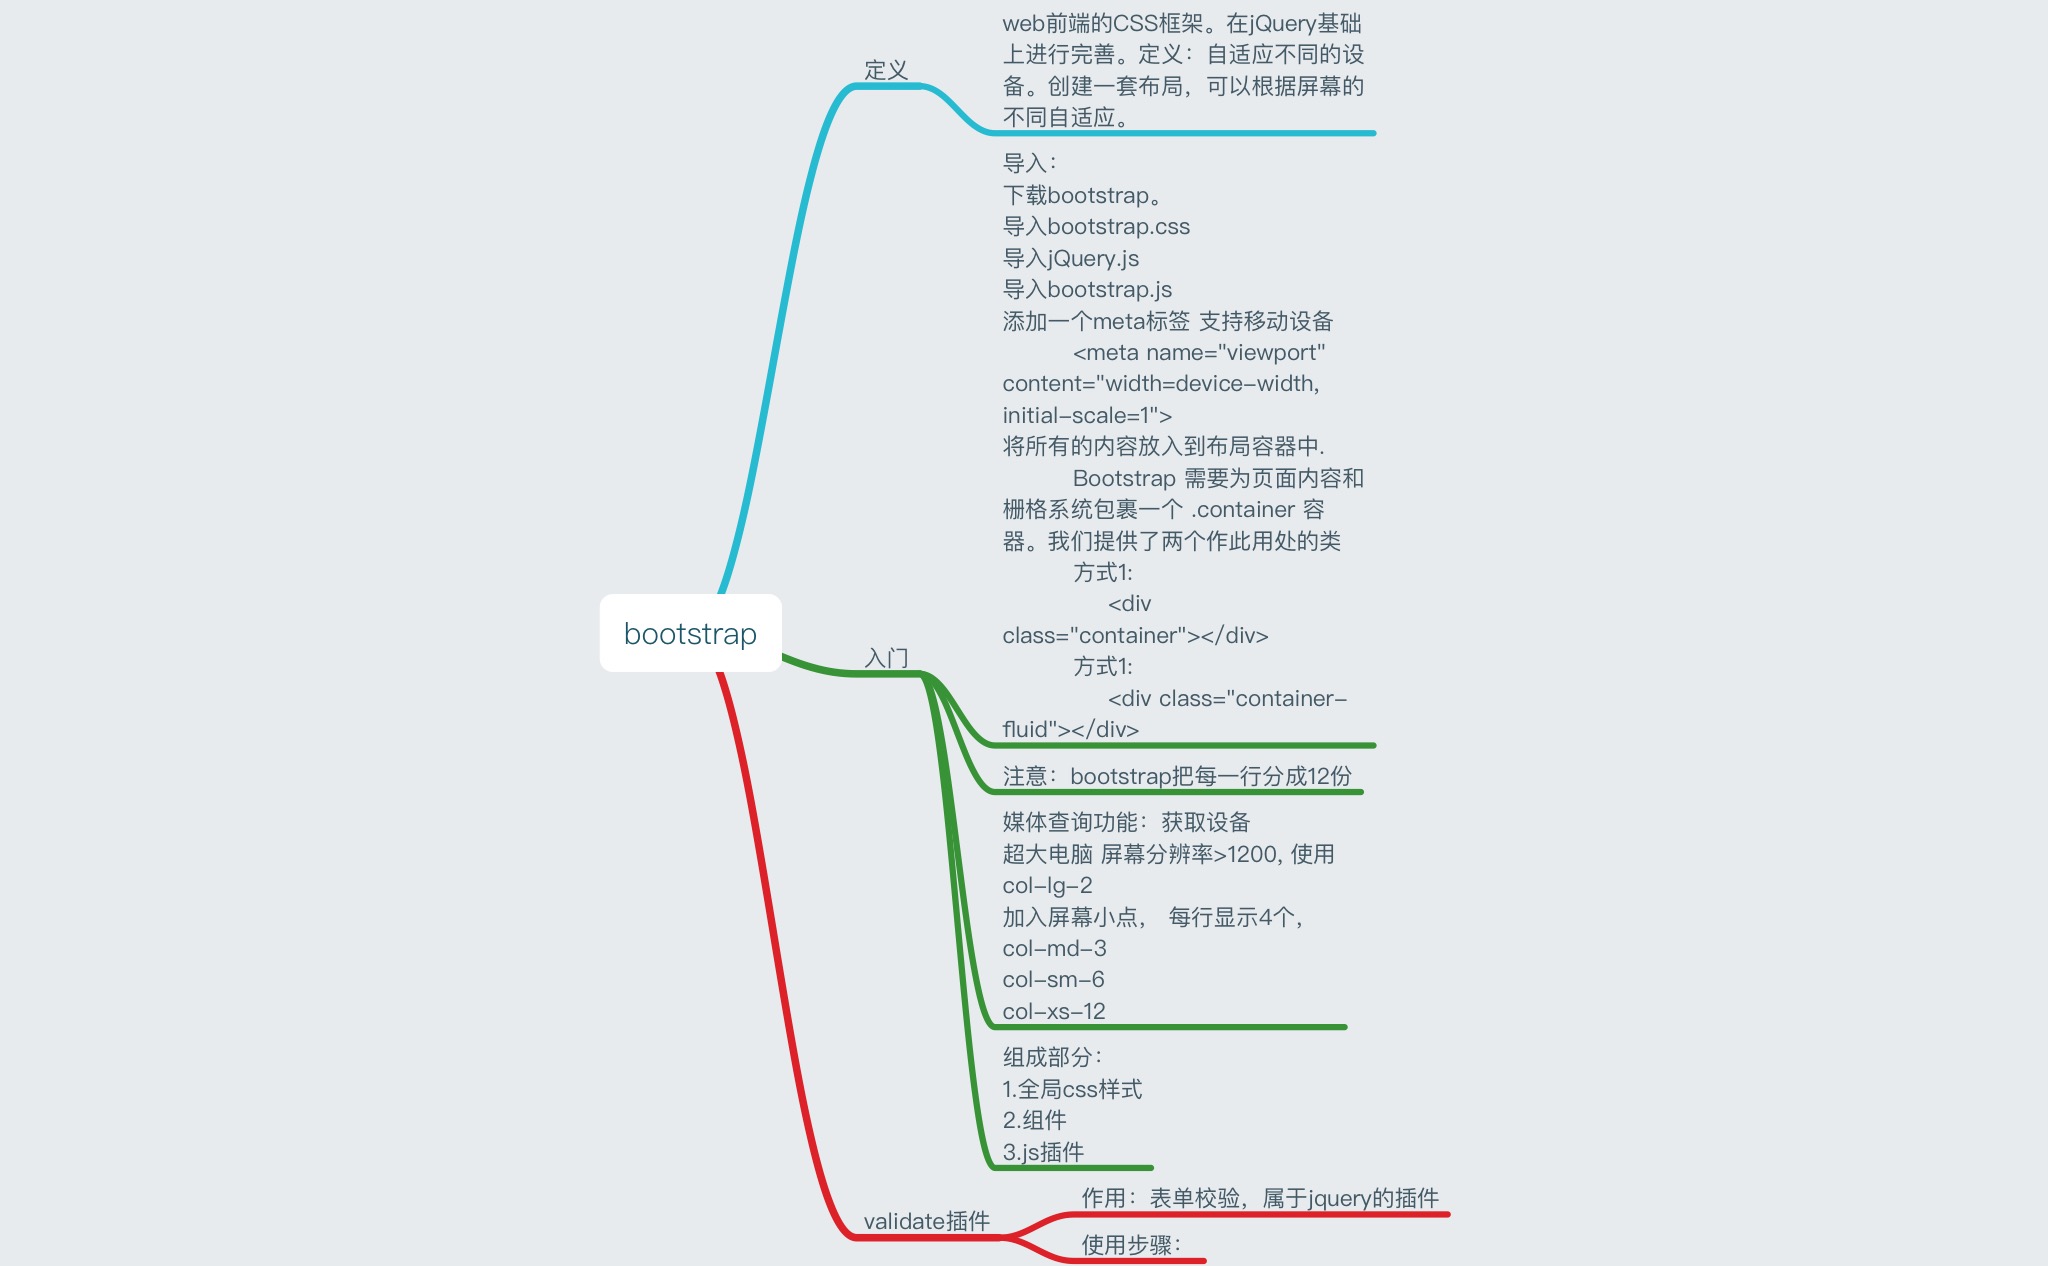 bootstrap
定义
web前端的CSS框架。在jQuery基础
上进行完善。定义：自适应不同的设
备。创建一套布局，可以根据屏幕的
不同自适应。
入门
导入：
下载bootstrap。
导入bootstrap.css
导入jQuery.js
导入bootstrap.js
添加一个meta标签 支持移动设备
<meta name="viewport"
content="width=device-width,
initial-scale=1">
将所有的内容放入到布局容器中.
Bootstrap 需要为页面内容和
栅格系统包裹一个 .container 容
器。我们提供了两个作此用处的类
方式1:
<div
class="container"></div>
方式1:
<div class="container-
fluid"></div>
注意：bootstrap把每一行分成12份
媒体查询功能：获取设备
超大电脑 屏幕分辨率>1200, 使用
col-lg-2
加入屏幕小点， 每行显示4个，
col-md-3
col-sm-6
col-xs-12
组成部分：
1.全局css样式
2.组件
3.js插件
validate插件
作用：表单校验，属于jquery的插件
使用步骤：